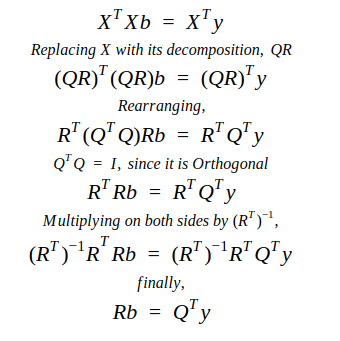 X^T Xb = X^T y
Replacing X with its decomposition, QR
(QR)^T (QR)b = (QR)^T y
Rearranging,
R^T (Q^T Q)Rb = R^T Q^T y
Q^T Q = I, since it is Orthogonal
R^T Rb = R^T Q^T y
Multiplying on both sides by (R^T)^{-1},
(R^T)^{-1} R^T Rb = (R^T)^{-1} R^T Q^T y
finally,
Rb = Q^T y